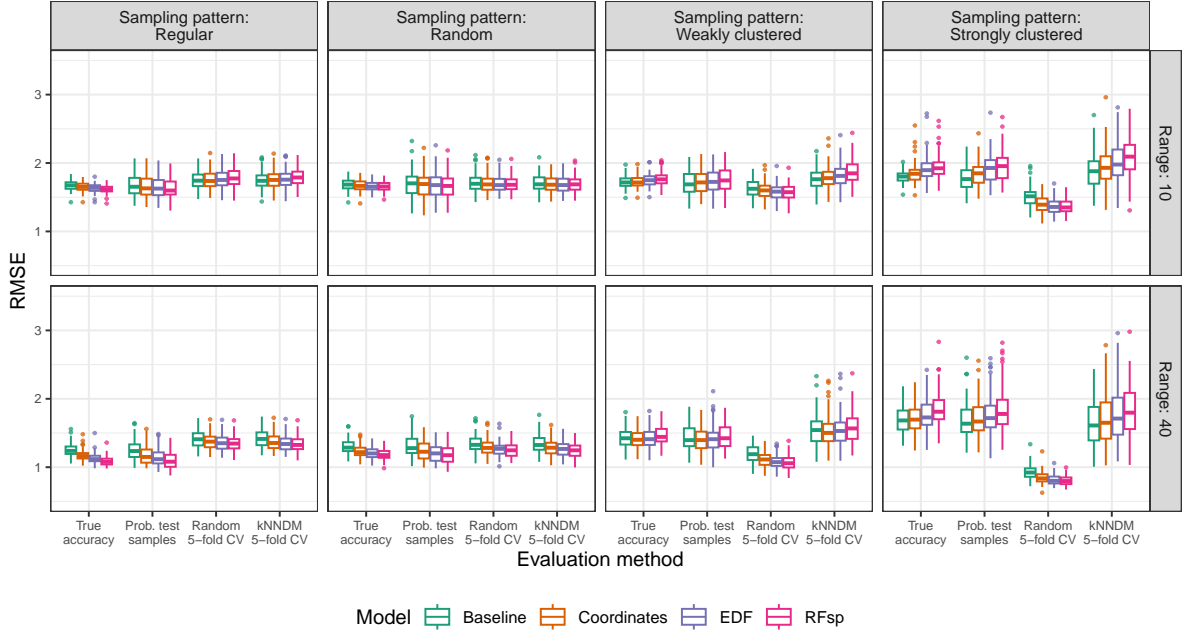 Sampling pattern:
Regular
Sampling pattern:
Random
Sampling pattern:
Weakly clustered
Sampling pattern:
Strongly clustered
3
2
1
Range: 10
RMSE
3
2
1
Range: 40
True
accuracy
Prob. test
samples
Random
5−fold CV
kNNDM
5−fold CV
True
accuracy
Prob. test
samples
Random
5−fold CV
kNNDM
5−fold CV
True
accuracy
Prob. test
samples
Random
5−fold CV
kNNDM
5−fold CV
True
accuracy
Prob. test
samples
Random
5−fold CV
kNNDM
5−fold CV
Evaluation method
Model Baseline Coordinates EDF RFsp